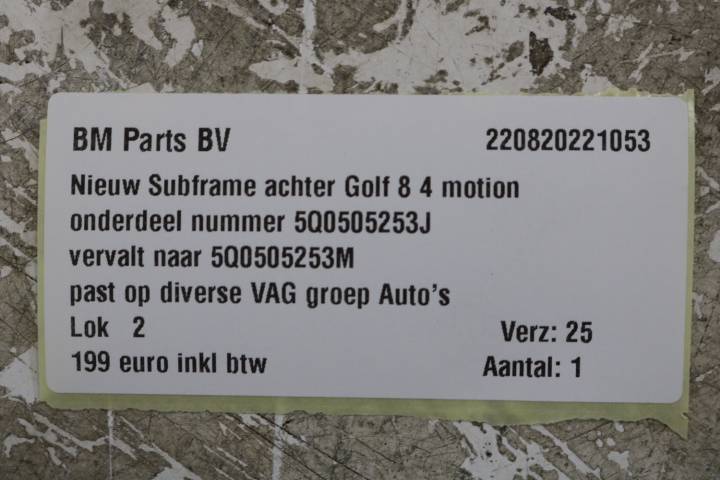 BM Parts BV 220820221053
Nieuw Subframe achter Golf 8 4 motion
onderdeel nummer 5Q0505253J
vervalt naar 5Q0505253M
past op diverse VAG groep Auto's
Lok 2 Verz: 25
199 euro inkl btw Aantal: 1